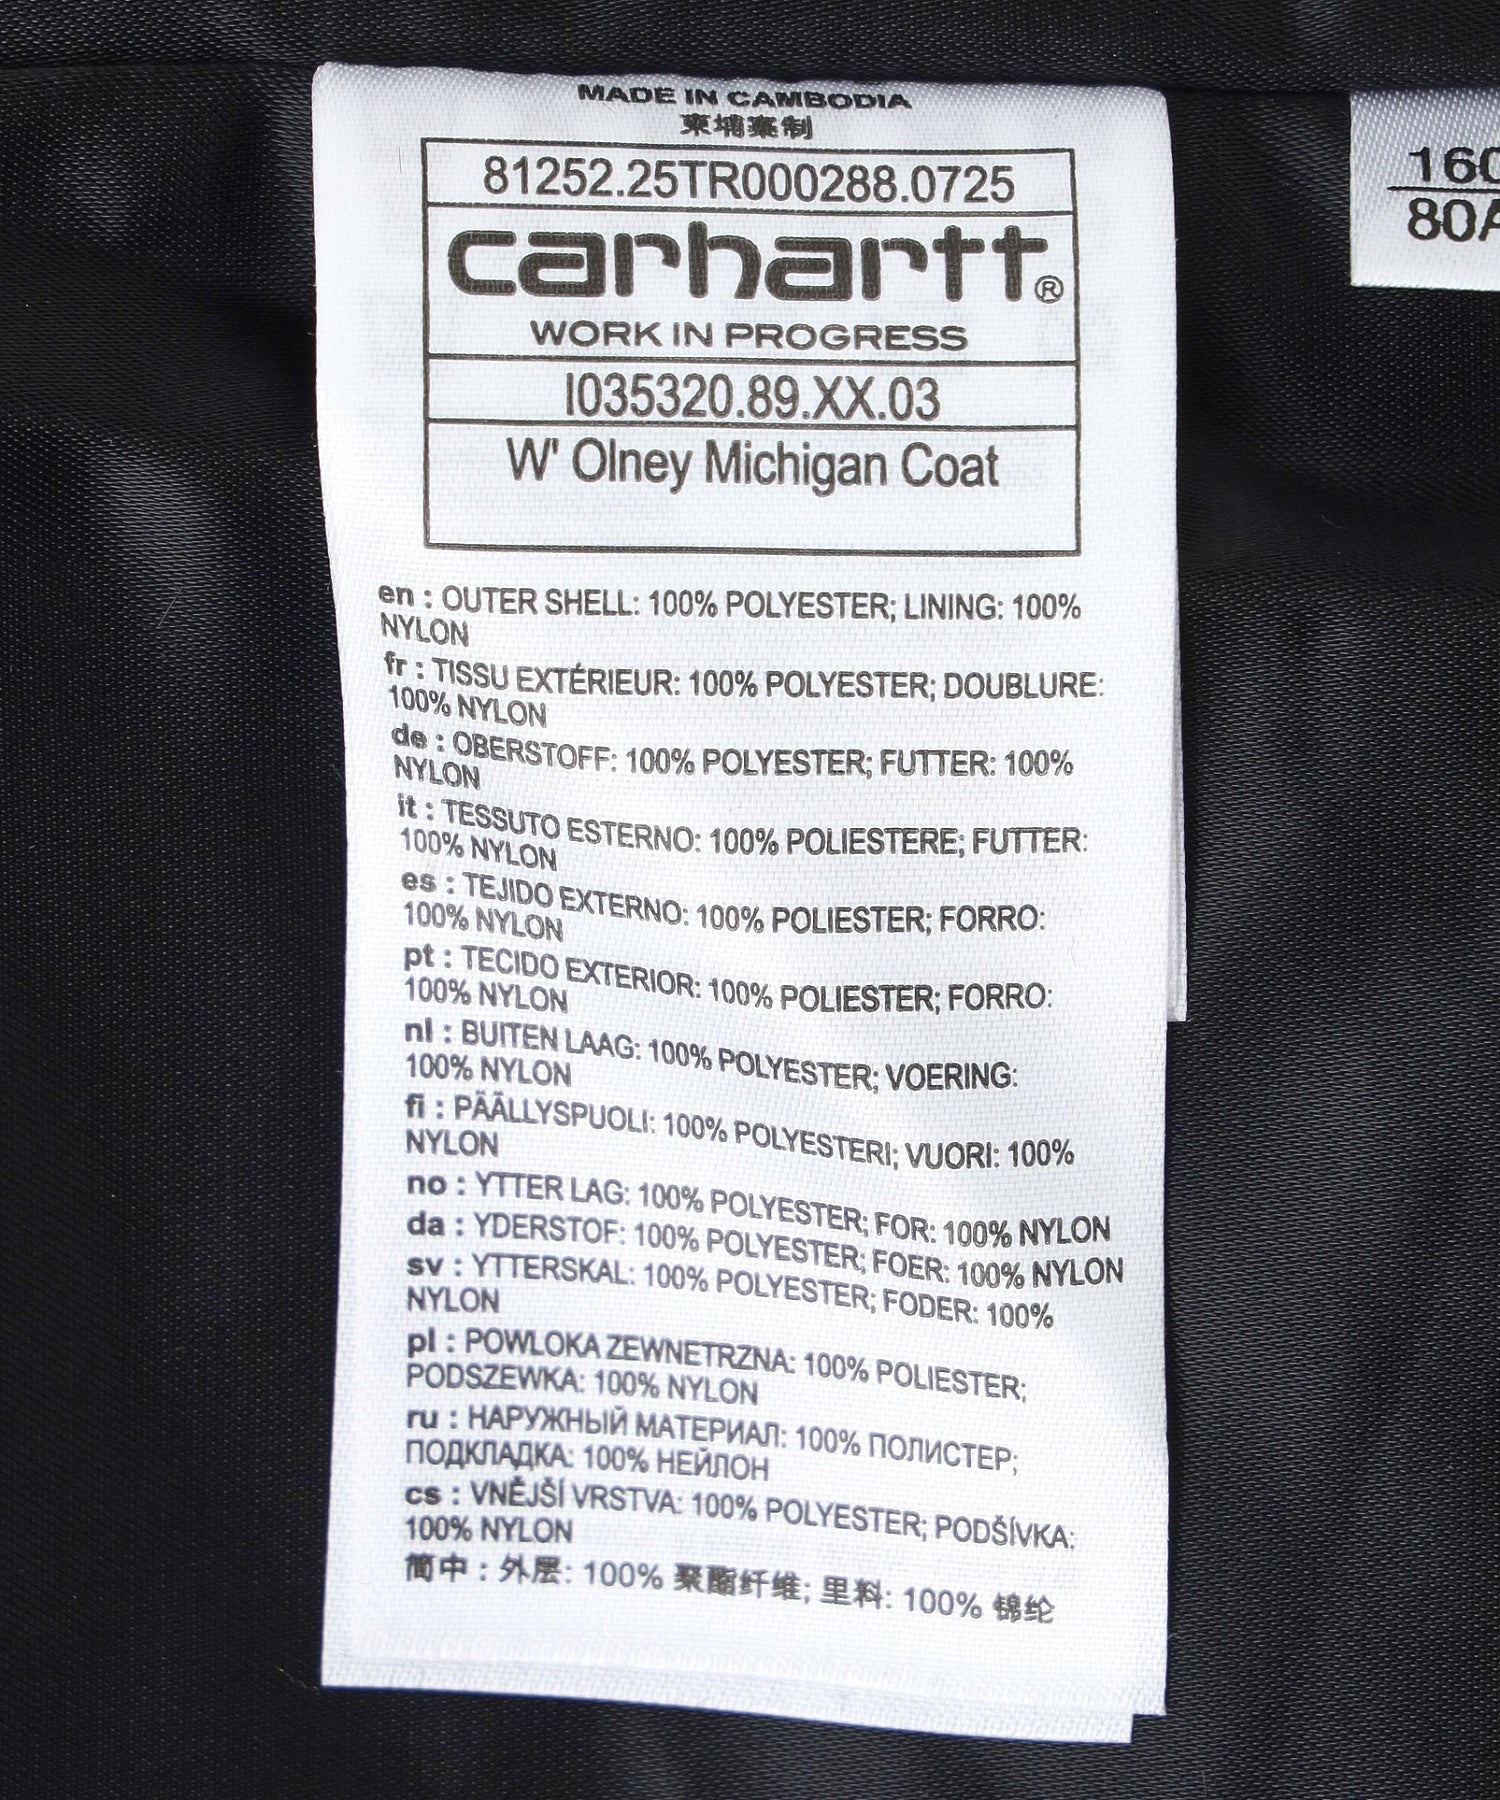 MADE IN CAMBODIA
柬埔寨制
81252.25TR000288.0725
carhartt®
WORK IN PROGRESS
I035320.89.XX.03
W' Olney Michigan Coat
en : OUTER SHELL: 100% POLYESTER; LINING: 100%
NYLON
fr : TISSU EXTÉRIEUR: 100% POLYESTER; DOUBLURE:
100% NYLON
de : OBERSTOFF: 100% POLYESTER; FUTTER: 100%
NYLON
it : TESSUTO ESTERNO: 100% POLIESTERE; FUTTER:
100% NYLON
es : TEJIDO EXTERNO: 100% POLIESTER; FORRO:
100% NYLON
pt : TECIDO EXTERIOR: 100% POLIESTER; FORRO:
100% NYLON
nl : BUITEN LAAG: 100% POLYESTER; VOERING:
100% NYLON
fi : PÄÄLLYSPUOLI: 100% POLYESTERI; VUORI: 100%
NYLON
no : YTTER LAG: 100% POLYESTER; FOR: 100% NYLON
da : YDERSTOF: 100% POLYESTER; FOER: 100% NYLON
sv : YTTERSKAL: 100% POLYESTER; FODER: 100%
NYLON
pl : POWLOKA ZEWNETRZNA: 100% POLIESTER;
PODSZEWKA: 100% NYLON
ru : НАРУЖНЫЙ МАТЕРИАЛ: 100% ПОЛИСТЕР;
ПОДКЛАДКА: 100% НЕЙЛОН
cs : VNĚJŠÍ VRSTVA: 100% POLYESTER; PODŠÍVKA:
100% NYLON
简中 : 外层: 100% 聚酯纤维; 里料: 100% 锦纶
160
80A